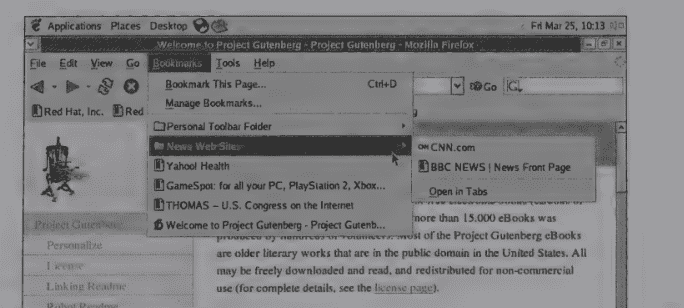 Applications Places Desktop Fri Mar 25, 10:13
Welcome to Project Gutenberg - Project Gutenberg - Mozilla Firefox
File Edit View Go Bookmarks Tools Help
Bookmark This Page... Ctrl+D
Go
Manage Bookmarks...
Red Hat, Inc. Red
Personal Toolbar Folder
News Web Sites
CNN.com
Yahoo! Health
BBC NEWS | News Front Page
GameSpot: for all your PC, PlayStation 2, Xbox...
Open in Tabs
THOMAS – U.S. Congress on the Internet
Project Gutenberg
Welcome to Project Gutenberg - Project Gutenb...
more than 15,000 eBooks was
Personalize
produced by hundreds of volunteers. Most of the Project Gutenberg eBooks
are older literary works that are in the public domain in the United States. All
License
may be freely downloaded and read, and redistributed for non-commercial
Linking Readme
use (for complete details, see the license page).
Robot Readme